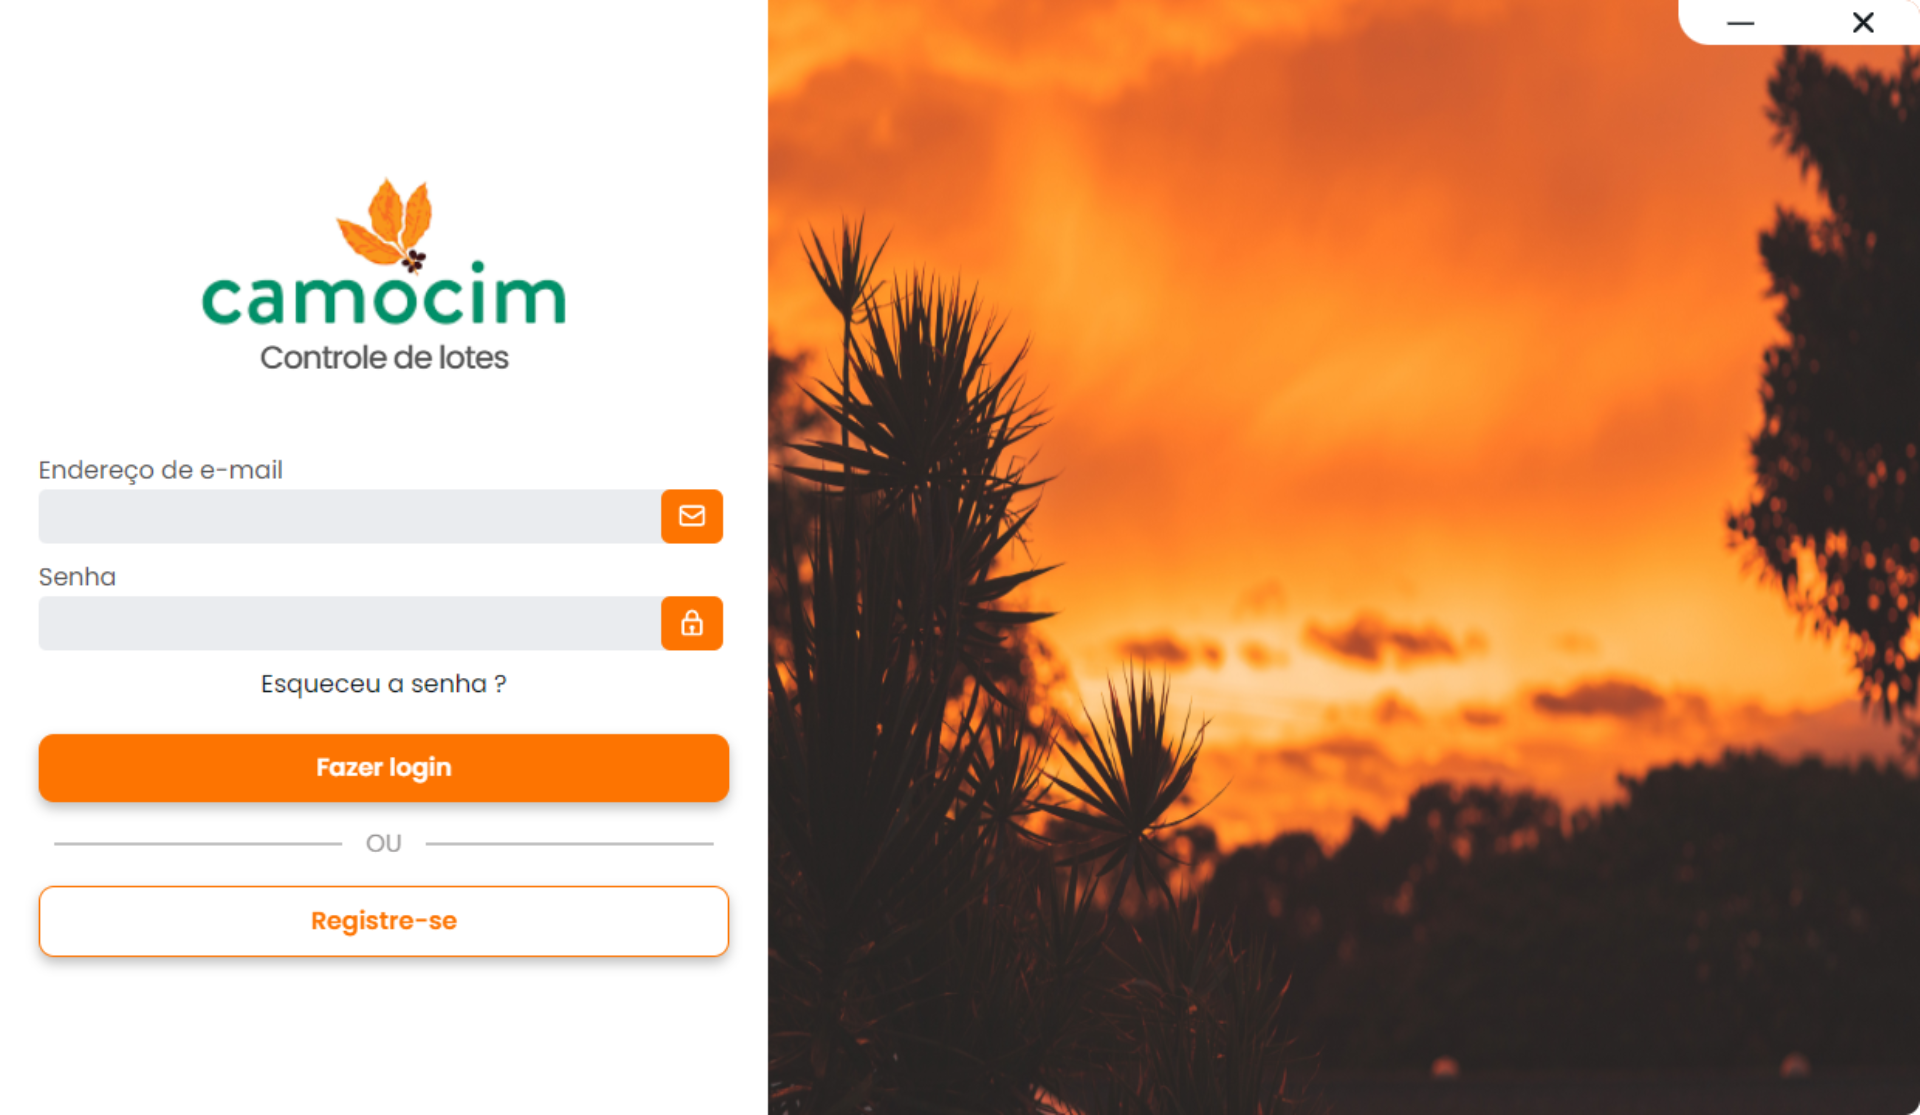 camocim
Controle de lotes
Endereço de e-mail
Senha
Esqueceu a senha ?
Fazer login
OU
Registre-se